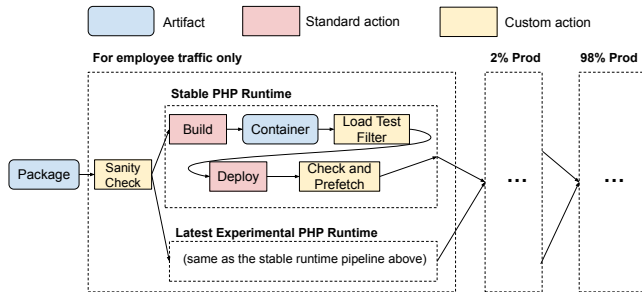 Artifact
Standard action
Custom action
For employee traffic only
2% Prod
98% Prod
Stable PHP Runtime
Build
Container
Load Test
Filter
Package
Sanity
Check
Deploy
Check and
Prefetch
...
...
Latest Experimental PHP Runtime
(same as the stable runtime pipeline above)